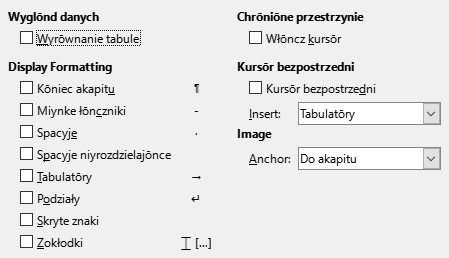 Wyglōnd danych
Wyrōwnanie tabule
Display Formatting
Kōniec akapitu ¶
Miynke łōnczniki -
Spacyje ·
Spacyje niyrozdzielajōnce
Tabulatōry →
Podziały ↵
Skryte znaki
Zokłodki [...]
Chrōniōne przestrzynie
Włōncz kursōr
Kursōr bezpostrzedni
Kursōr bezpostrzedni
Insert: Tabulatōry
Image
Anchor: Do akapitu